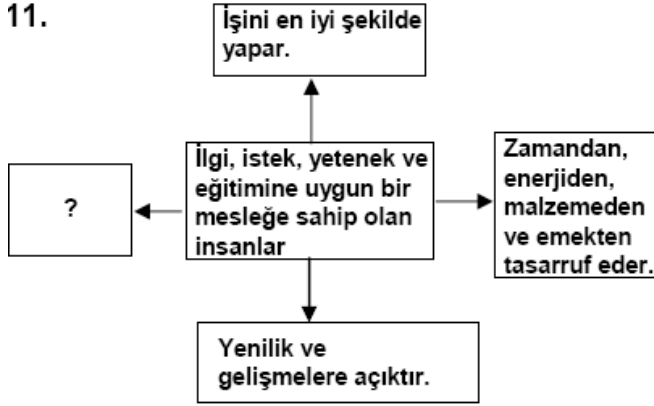 11.
İşini en iyi şekilde
yapar.
İlgi, istek, yetenek ve
eğitimine uygun bir
mesleğe sahip olan
insanlar
?
Zamandan,
enerjiden,
malzemeden
ve emekten
tasarruf eder.
Yenilik ve
gelişmelere açıktır.